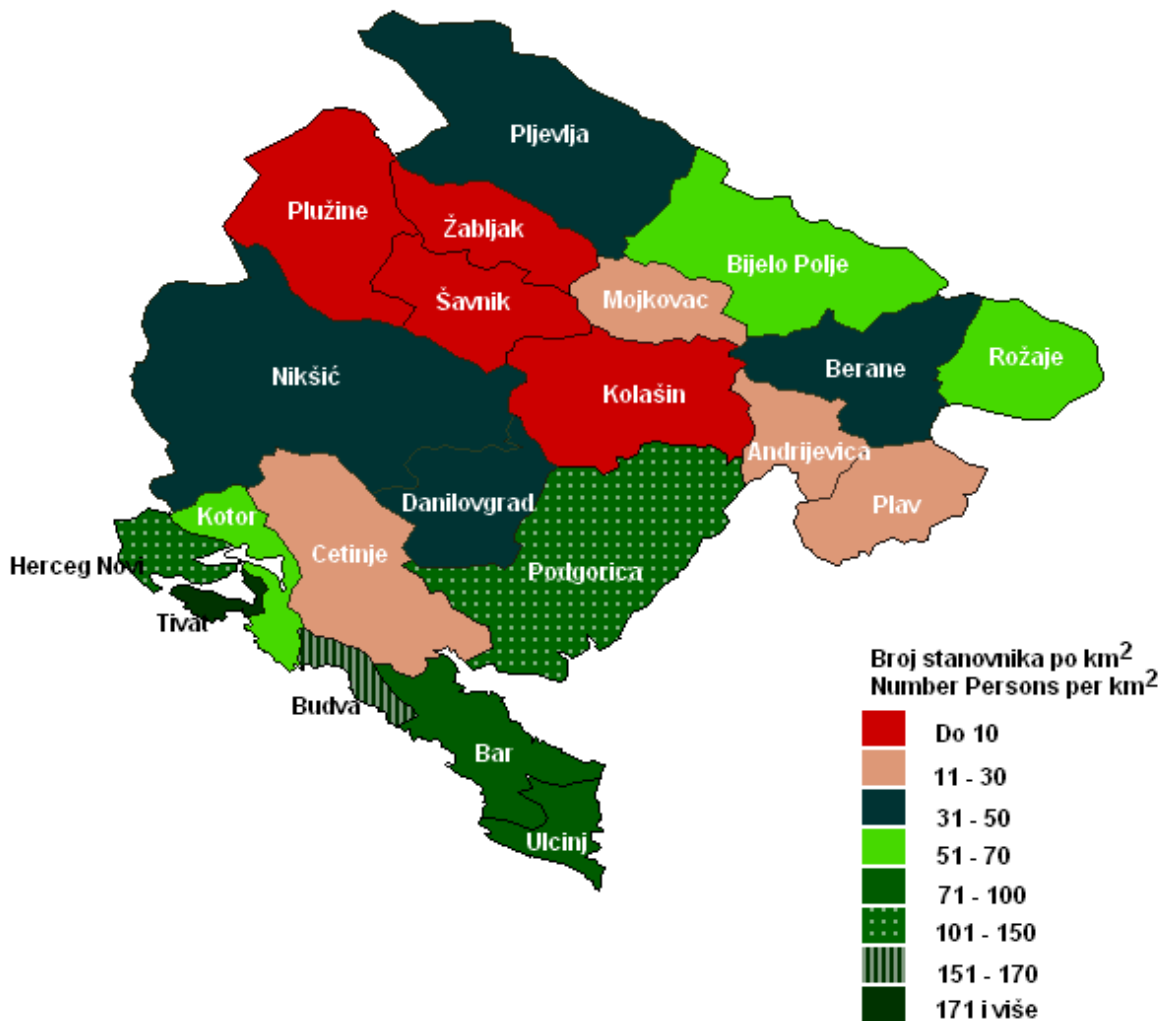 Pljevlja
Plužine
Žabljak
Bijelo Polje
Šavnik
Mojkovac
Rožaje
Berane
Nikšić
Kolašin
Andrijevica
Danilovgrad
Plav
Kotor
Cetinje
Herceg Novi
Podgorica
Tivat
Budva
Bar
Ulcinj
Broj stanovnika po km²
Number Persons per km²
Do 10
11 - 30
31 - 50
51 - 70
71 - 100
101 - 150
151 - 170
171 i više